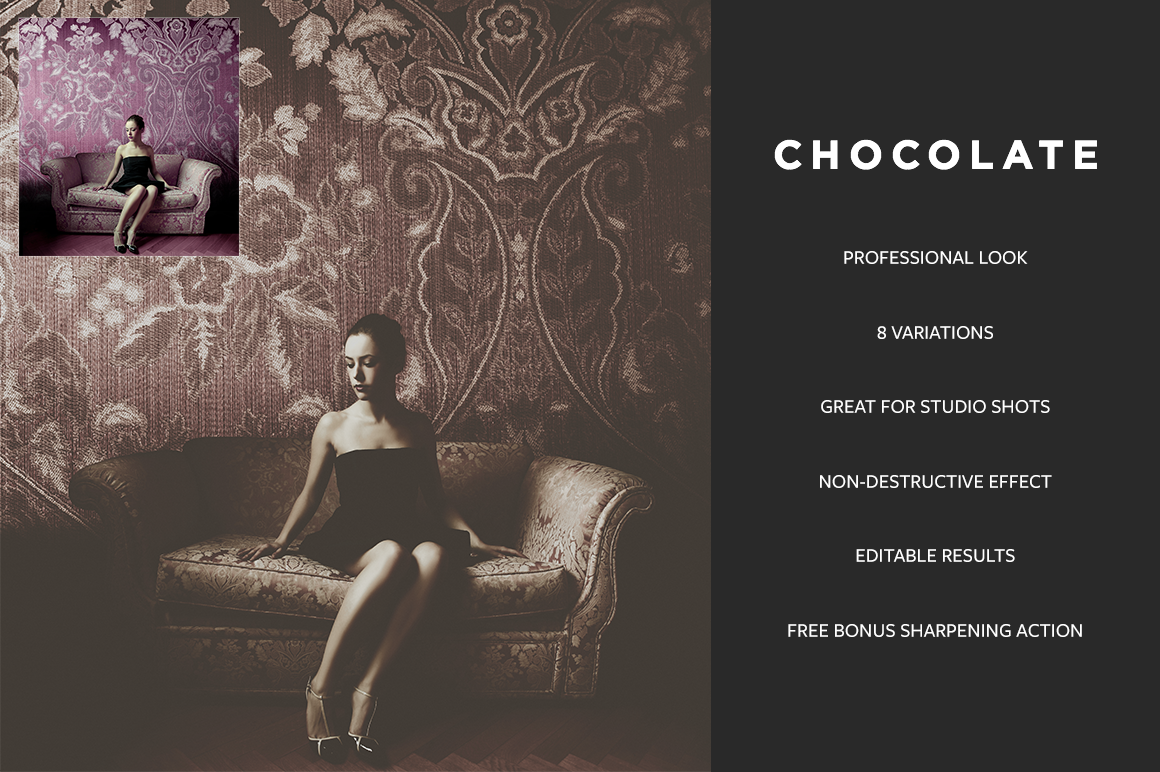 CHOCOLATE
PROFESSIONAL LOOK
8 VARIATIONS
GREAT FOR STUDIO SHOTS
NON-DESTRUCTIVE EFFECT
EDITABLE RESULTS
FREE BONUS SHARPENING ACTION